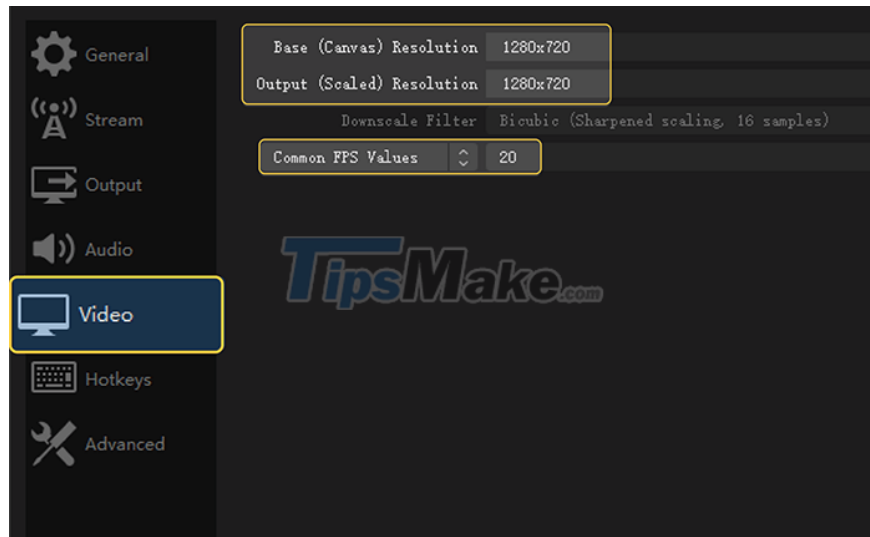 General
Stream
Output
Audio
Video
Hotkeys
Advanced
Base (Canvas) Resolution 1280x720
Output (Scaled) Resolution 1280x720
Downscale Filter Bicubic (Sharpened scaling, 16 samples)
Common FPS Values 20
TipsMake.com